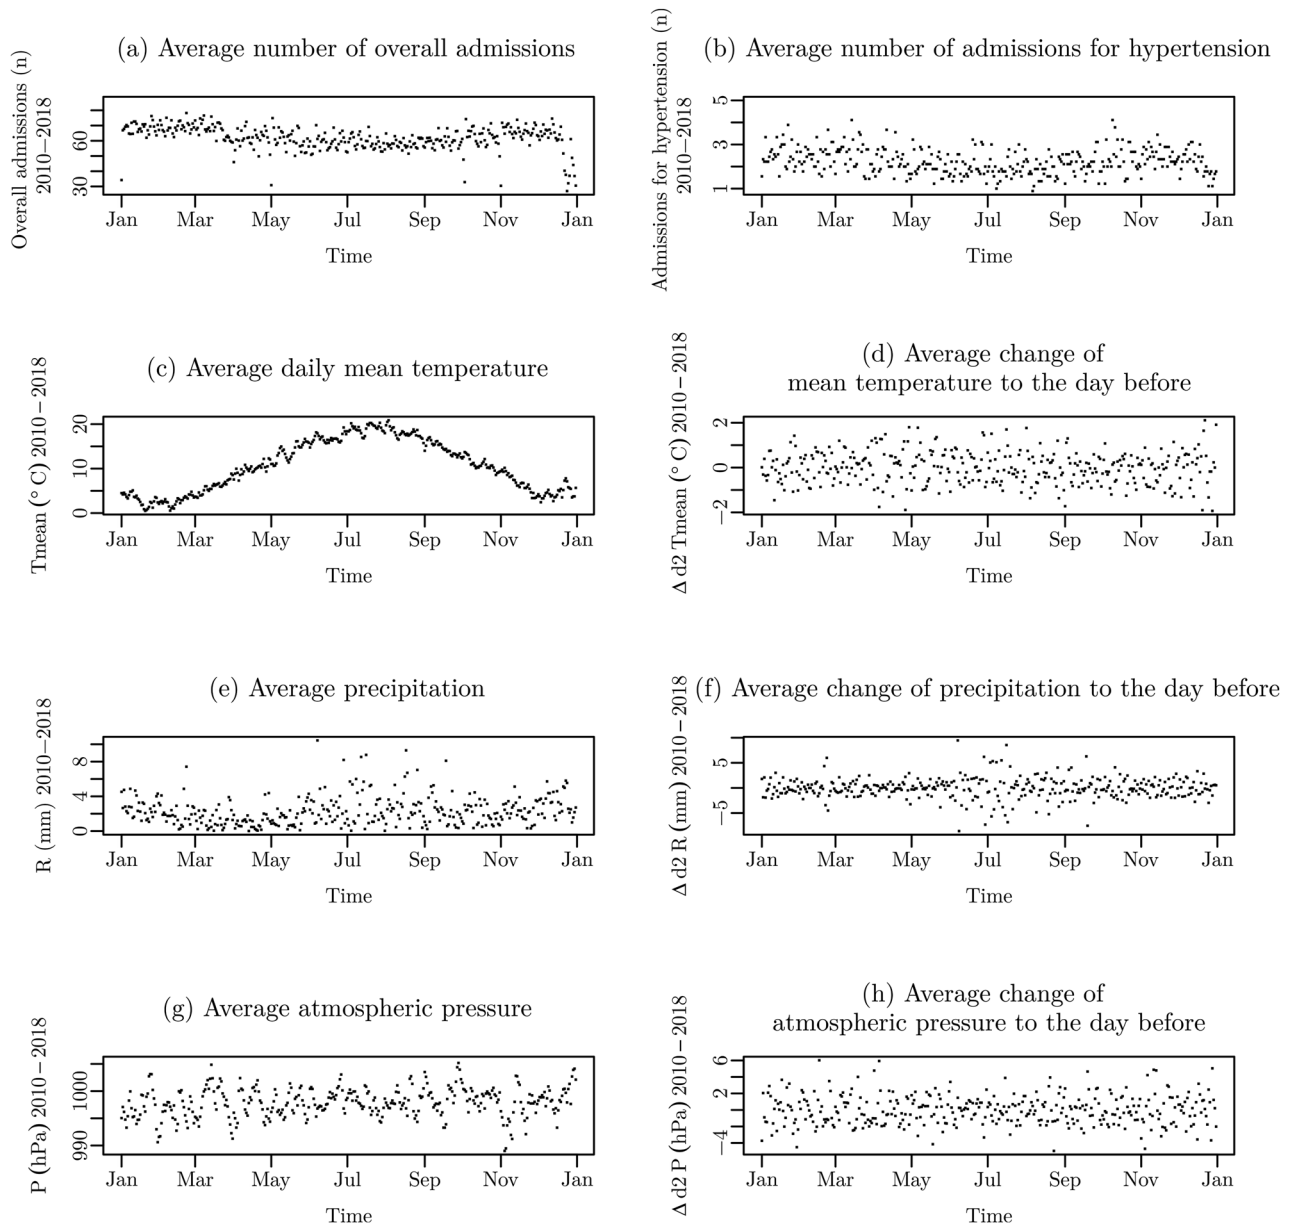 (a) Average number of overall admissions
Overall admissions (n)
2010−2018
60
30
Jan Mar May Jul Sep Nov Jan
Time
(b) Average number of admissions for hypertension
Admissions for hypertension (n)
2010−2018
5
3
1
Jan Mar May Jul Sep Nov Jan
Time
(c) Average daily mean temperature
Tmean (° C) 2010−2018
20
10
0
Jan Mar May Jul Sep Nov Jan
Time
(d) Average change of
mean temperature to the day before
Δ d2 Tmean (° C) 2010−2018
2
0
−2
Jan Mar May Jul Sep Nov Jan
Time
(e) Average precipitation
R (mm) 2010−2018
8
4
0
Jan Mar May Jul Sep Nov Jan
Time
(f) Average change of precipitation to the day before
Δ d2 R (mm) 2010−2018
5
−5
Jan Mar May Jul Sep Nov Jan
Time
(g) Average atmospheric pressure
P (hPa) 2010−2018
1000
990
Jan Mar May Jul Sep Nov Jan
Time
(h) Average change of
atmospheric pressure to the day before
Δ d2 P (hPa) 2010−2018
6
2
−4
Jan Mar May Jul Sep Nov Jan
Time